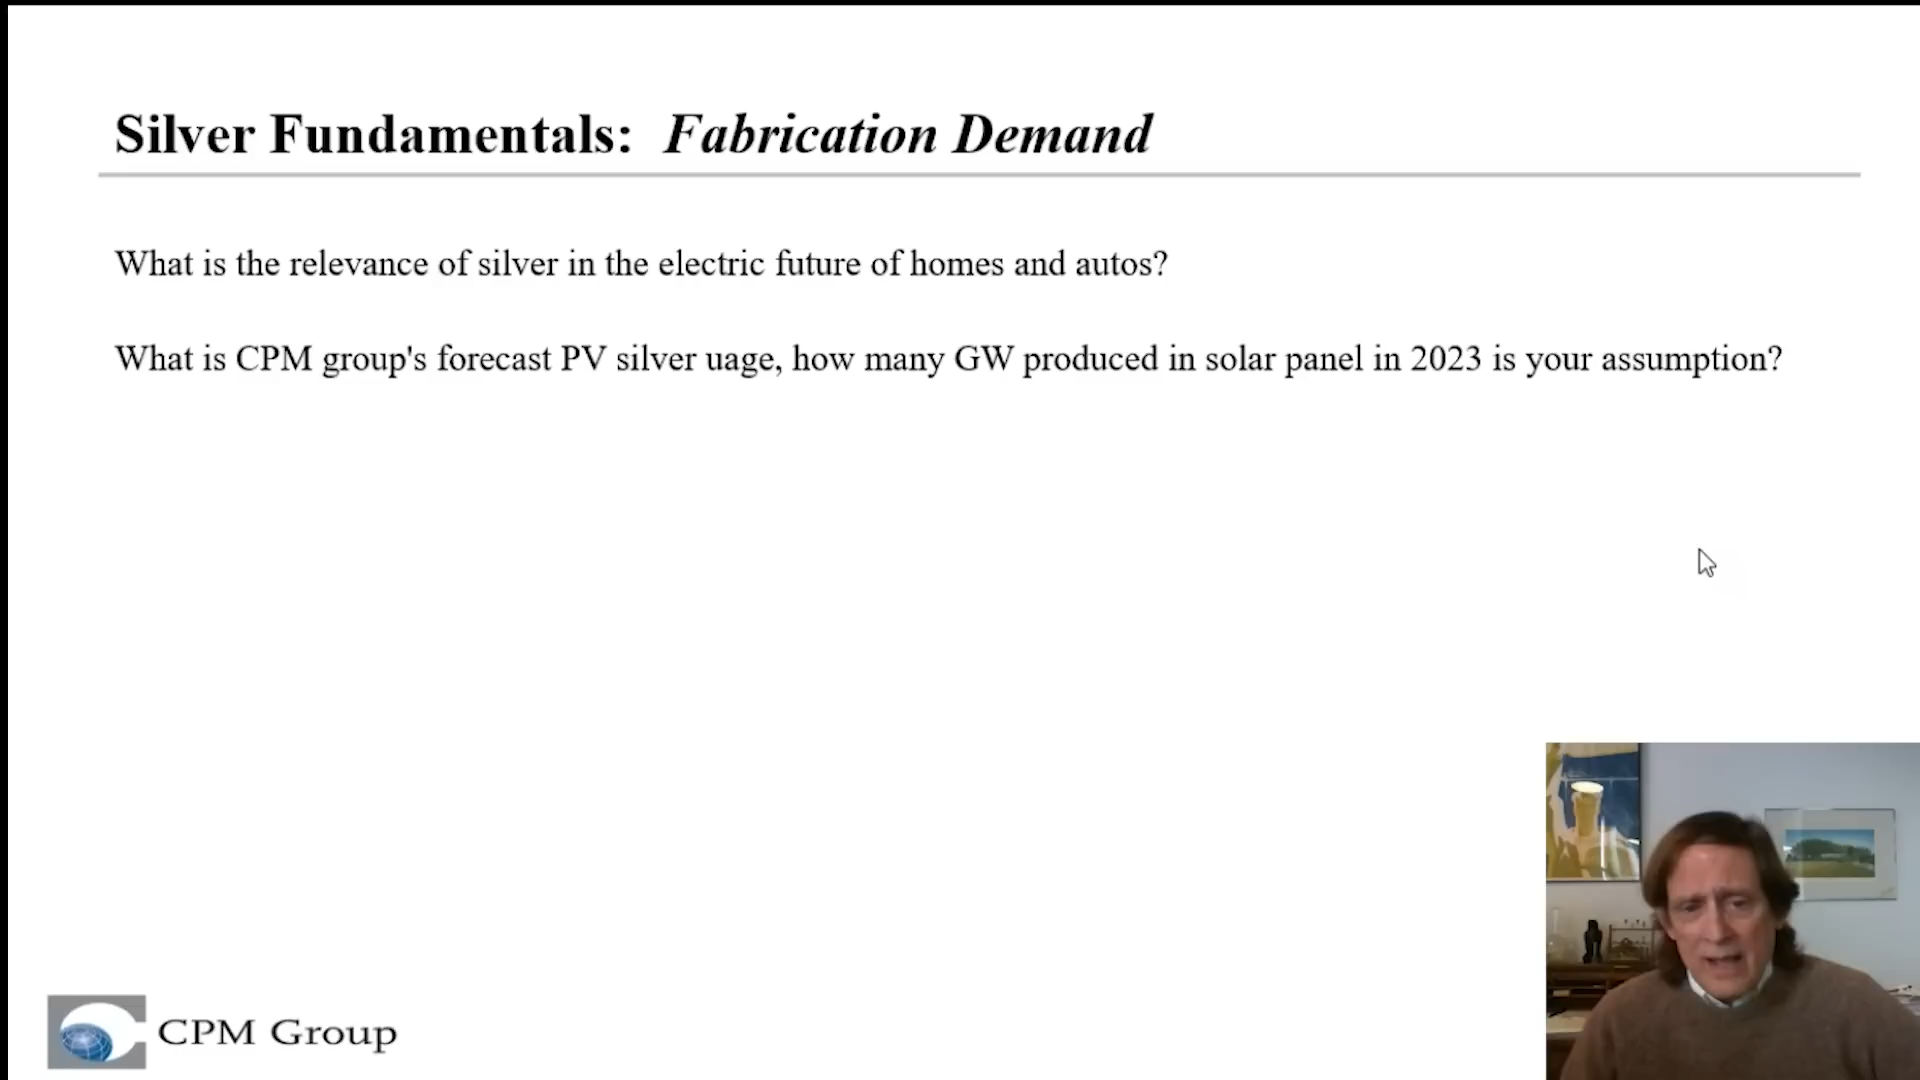 Silver Fundamentals: Fabrication Demand
What is the relevance of silver in the electric future of homes and autos?
What is CPM group's forecast PV silver uage, how many GW produced in solar panel in 2023 is your assumption?
CPM Group